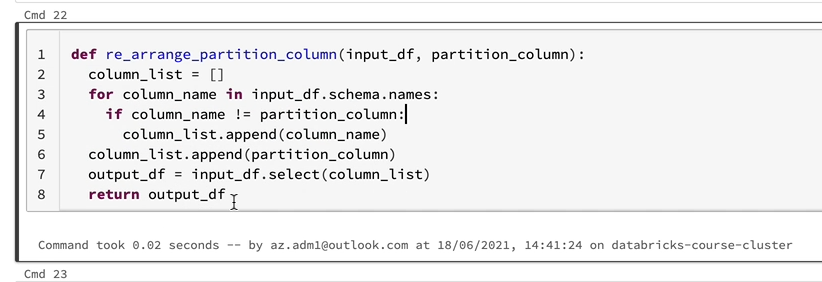 Cmd 22
1 def re_arrange_partition_column(input_df, partition_column):
2   column_list = []
3   for column_name in input_df.schema.names:
4     if column_name != partition_column:
5       column_list.append(column_name)
6   column_list.append(partition_column)
7   output_df = input_df.select(column_list)
8   return output_df
Command took 0.02 seconds -- by az.adm1@outlook.com at 18/06/2021, 14:41:24 on databricks-course-cluster
Cmd 23